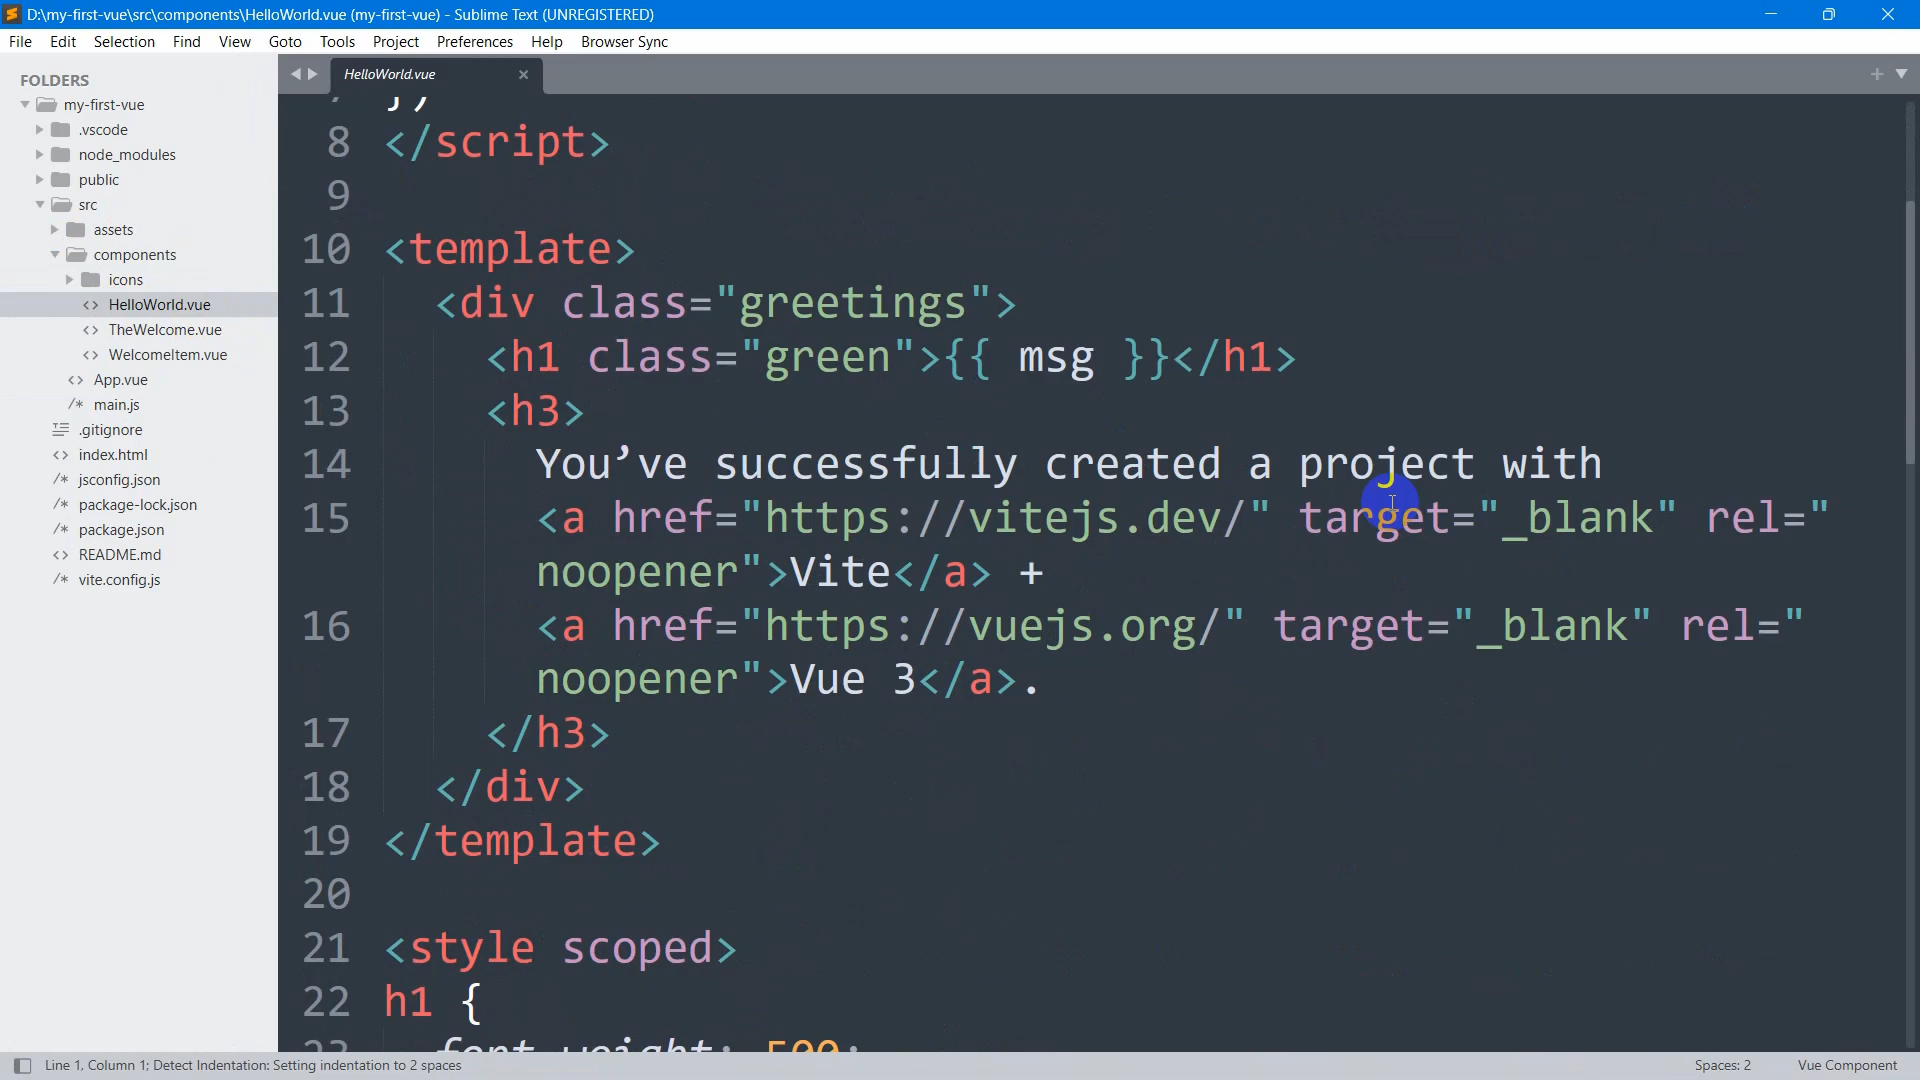 D:\my-first-vue\src\components\HelloWorld.vue (my-first-vue) - Sublime Text (UNREGISTERED)
File Edit Selection Find View Goto Tools Project Preferences Help Browser Sync
FOLDERS
my-first-vue
.vscode
node_modules
public
src
assets
components
icons
HelloWorld.vue
TheWelcome.vue
WelcomeItem.vue
App.vue
main.js
.gitignore
index.html
jsconfig.json
package-lock.json
package.json
README.md
vite.config.js
HelloWorld.vue
})
8 </script>
9
10 <template>
11 <div class="greetings">
12 <h1 class="green">{{ msg }}</h1>
13 <h3>
14 You’ve successfully created a project with
15 <a href="https://vitejs.dev/" target="_blank" rel="
noopener">Vite</a> +
16 <a href="https://vuejs.org/" target="_blank" rel="
noopener">Vue 3</a>.
17 </h3>
18 </div>
19 </template>
20
21 <style scoped>
22 h1 {
23 font-weight: 500;
Line 1, Column 1; Detect Indentation: Setting indentation to 2 spaces
Spaces: 2
Vue Component